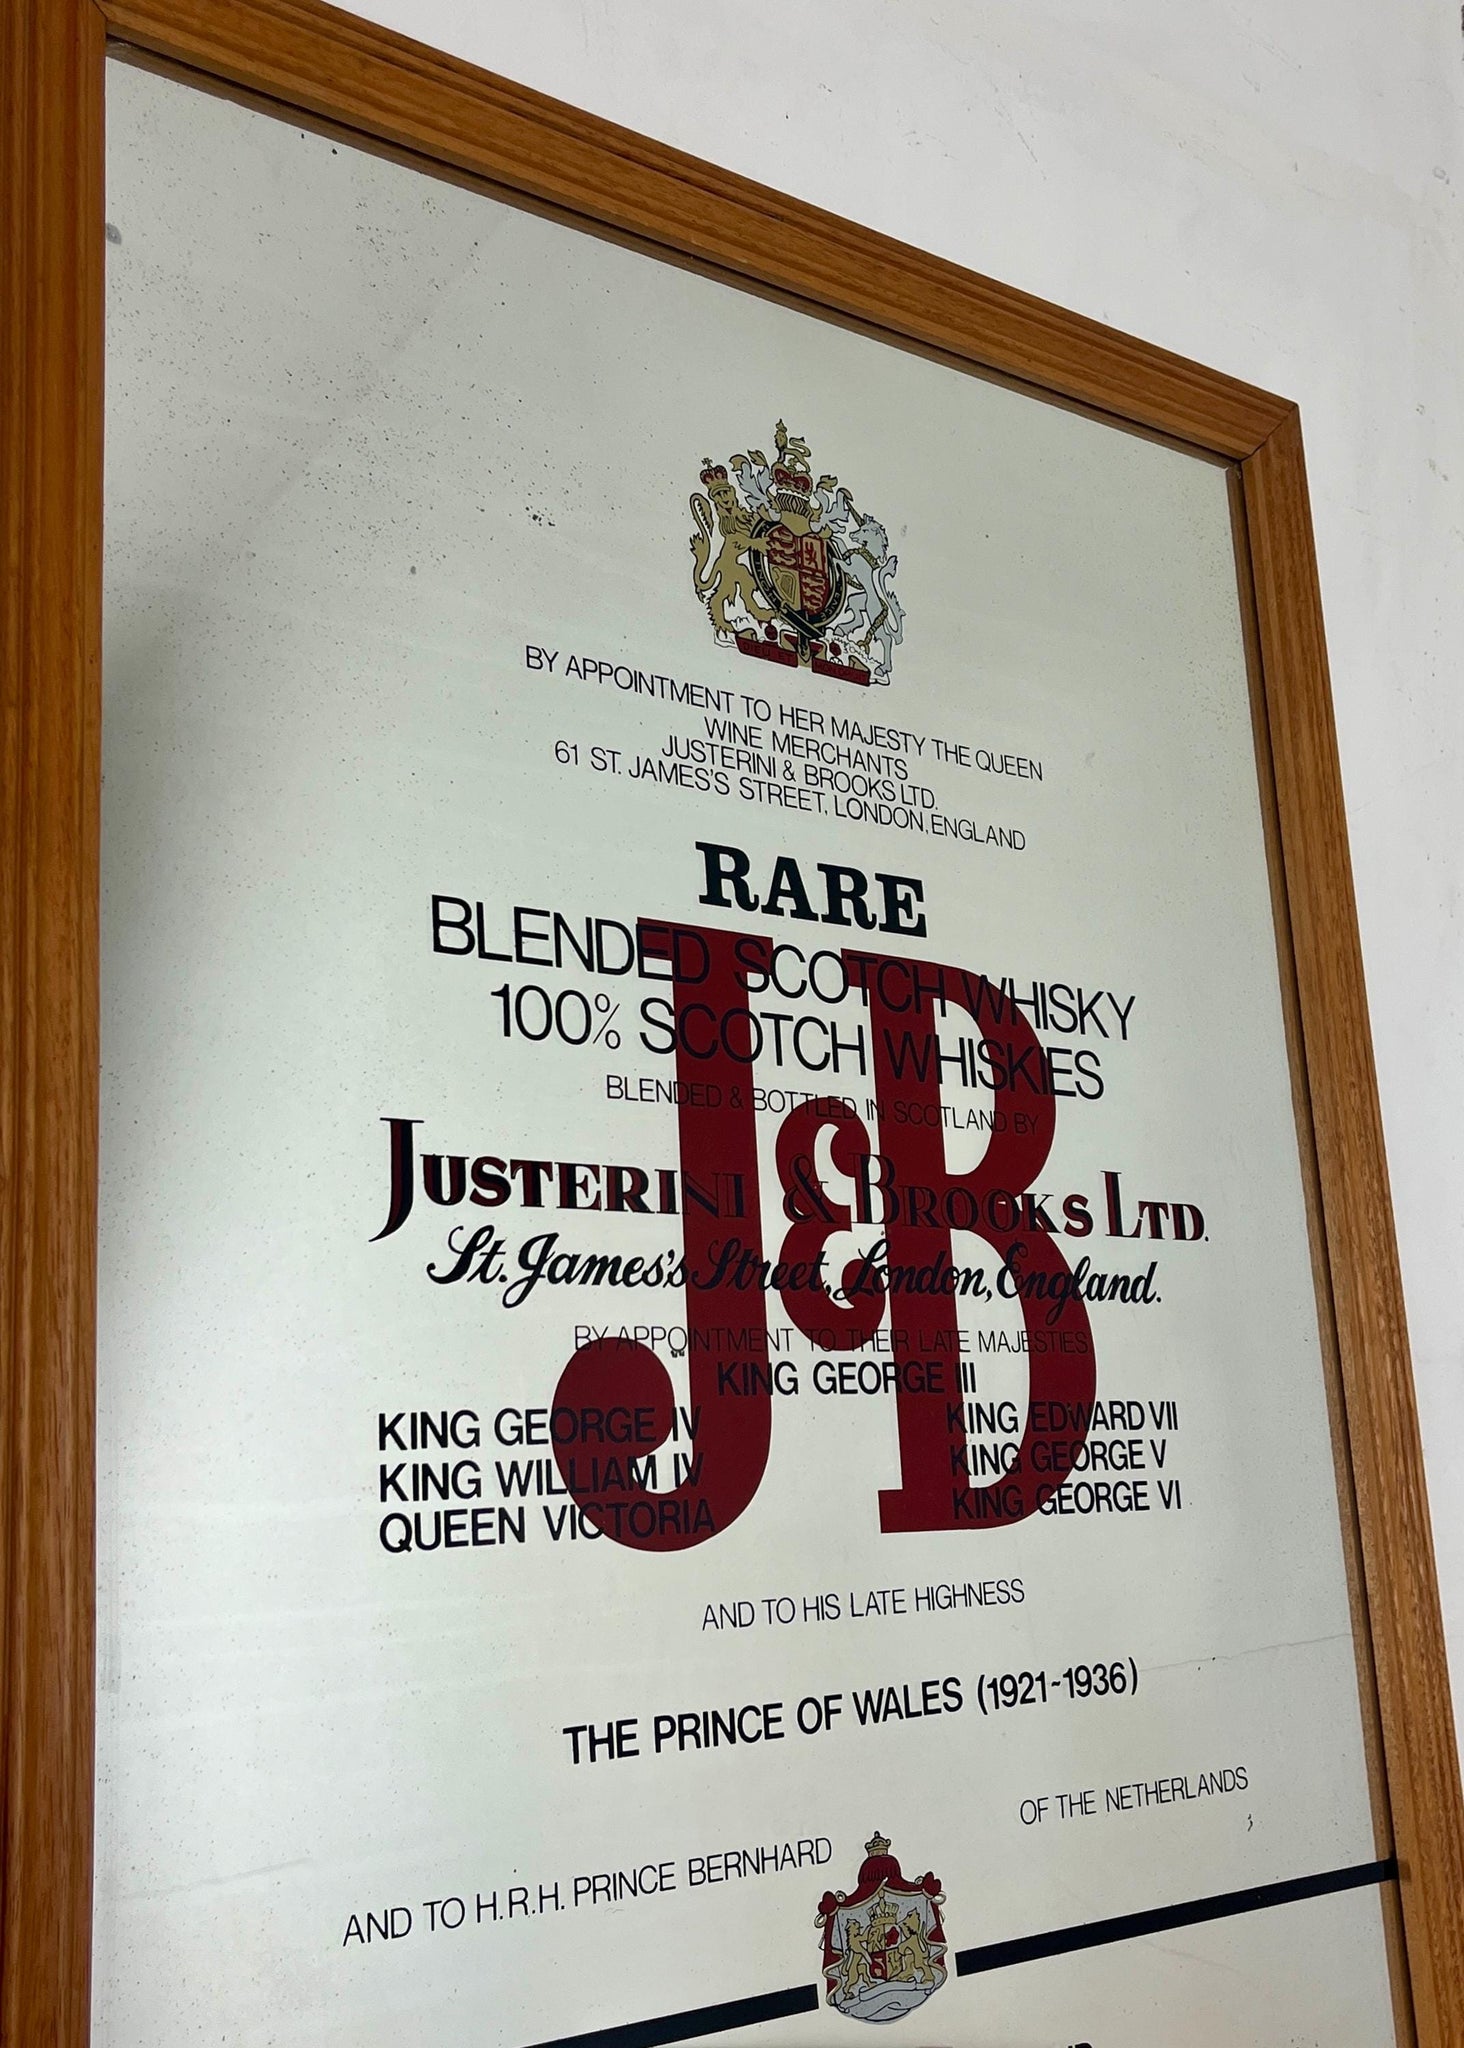 BY APPOINTMENT TO HER MAJESTY THE QUEEN
WINE MERCHANTS
JUSTERINI & BROOKS LTD.
61 ST. JAMES'S STREET, LONDON, ENGLAND
RARE
J&B
BLENDED SCOTCH WHISKY
100% SCOTCH WHISKIES
BLENDED & BOTTLED IN SCOTLAND BY
JUSTERINI & BROOKS LTD.
St. James's Street, London, England.
BY APPOINTMENT TO THEIR LATE MAJESTIES
KING GEORGE III
KING GEORGE IV KING EDWARD VII
KING WILLIAM IV KING GEORGE V
QUEEN VICTORIA KING GEORGE VI
AND TO HIS LATE HIGHNESS
THE PRINCE OF WALES (1921-1936)
AND TO H.R.H. PRINCE BERNHARD OF THE NETHERLANDS